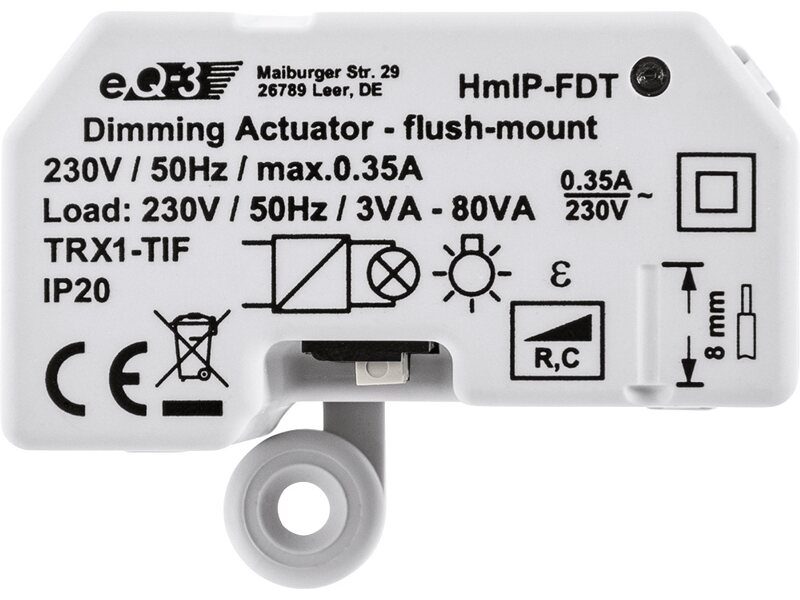 eQ-3 Maiburger Str. 29
26789 Leer, DE
HmIP-FDT
Dimming Actuator - flush-mount
230V / 50Hz / max.0.35A
Load: 230V / 50Hz / 3VA - 80VA
0.35A
230V ~
TRX1-TIF
IP20
ε
R,C
8 mm
CE